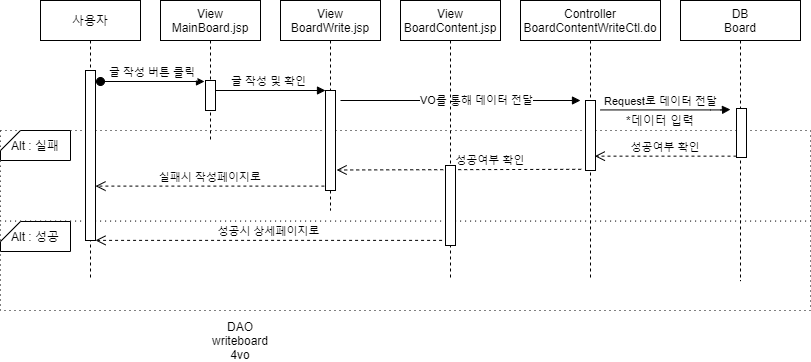 사용자
View
MainBoard.jsp
View
BoardWrite.jsp
View
BoardContent.jsp
Controller
BoardContentWriteCtl.do
DB
Board
글 작성 버튼 클릭
글 작성 및 확인
VO를 통해 데이터 전달
Request로 데이터 전달
*데이터 입력
Alt : 실패
성공여부 확인
성공여부 확인
실패시 작성페이지로
Alt : 성공
성공시 상세페이지로
DAO
writeboard
4vo